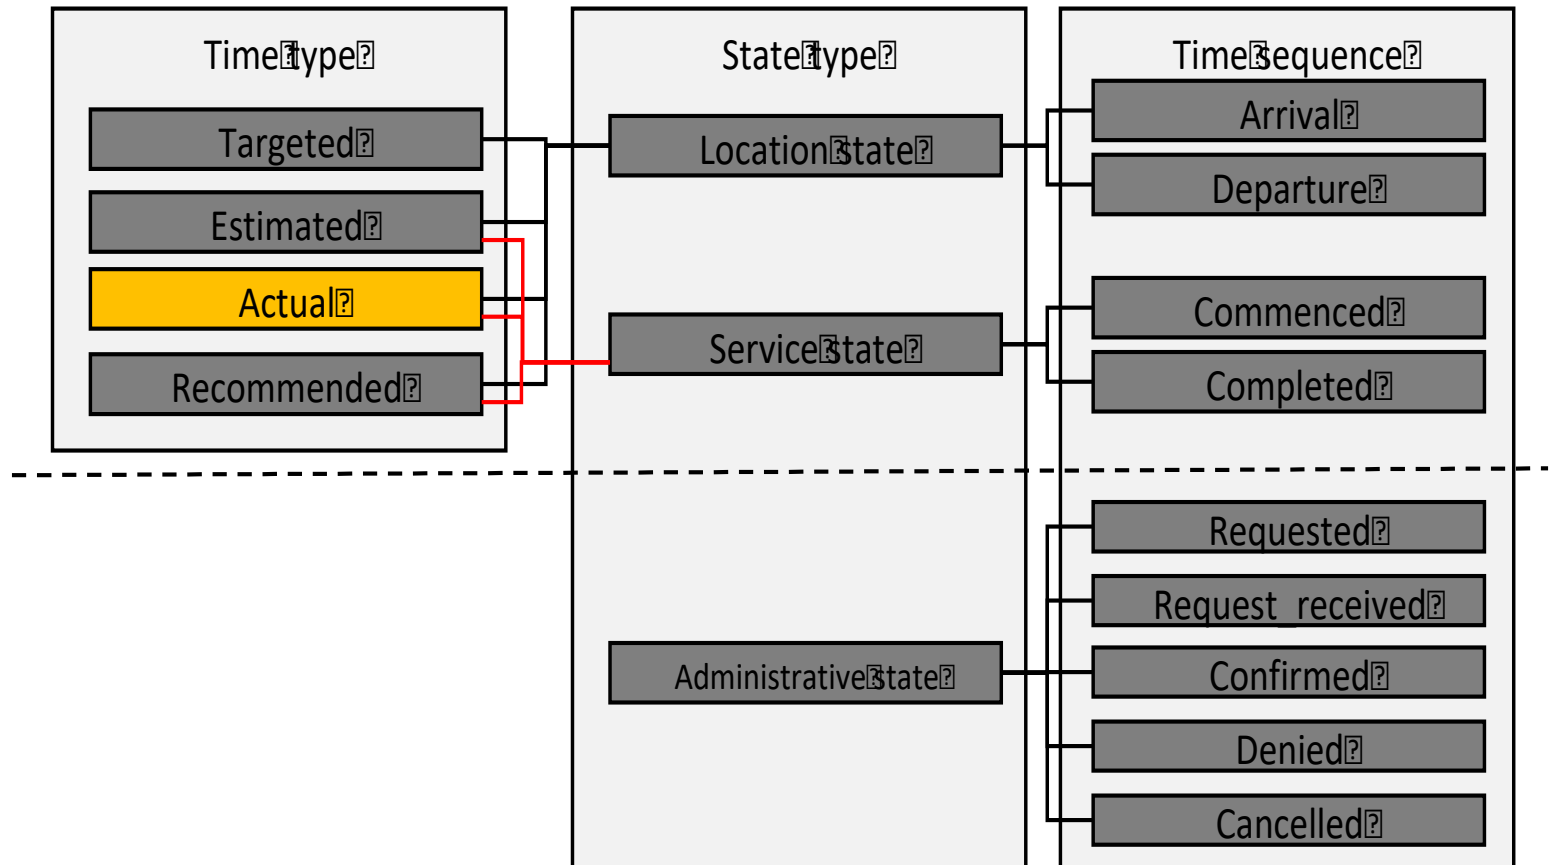 Time type
Targeted
Estimated
Actual
Recommended
State type
Location state
Service state
Administrative state
Time sequence
Arrival
Departure
Commenced
Completed
Requested
Request_received
Confirmed
Denied
Cancelled